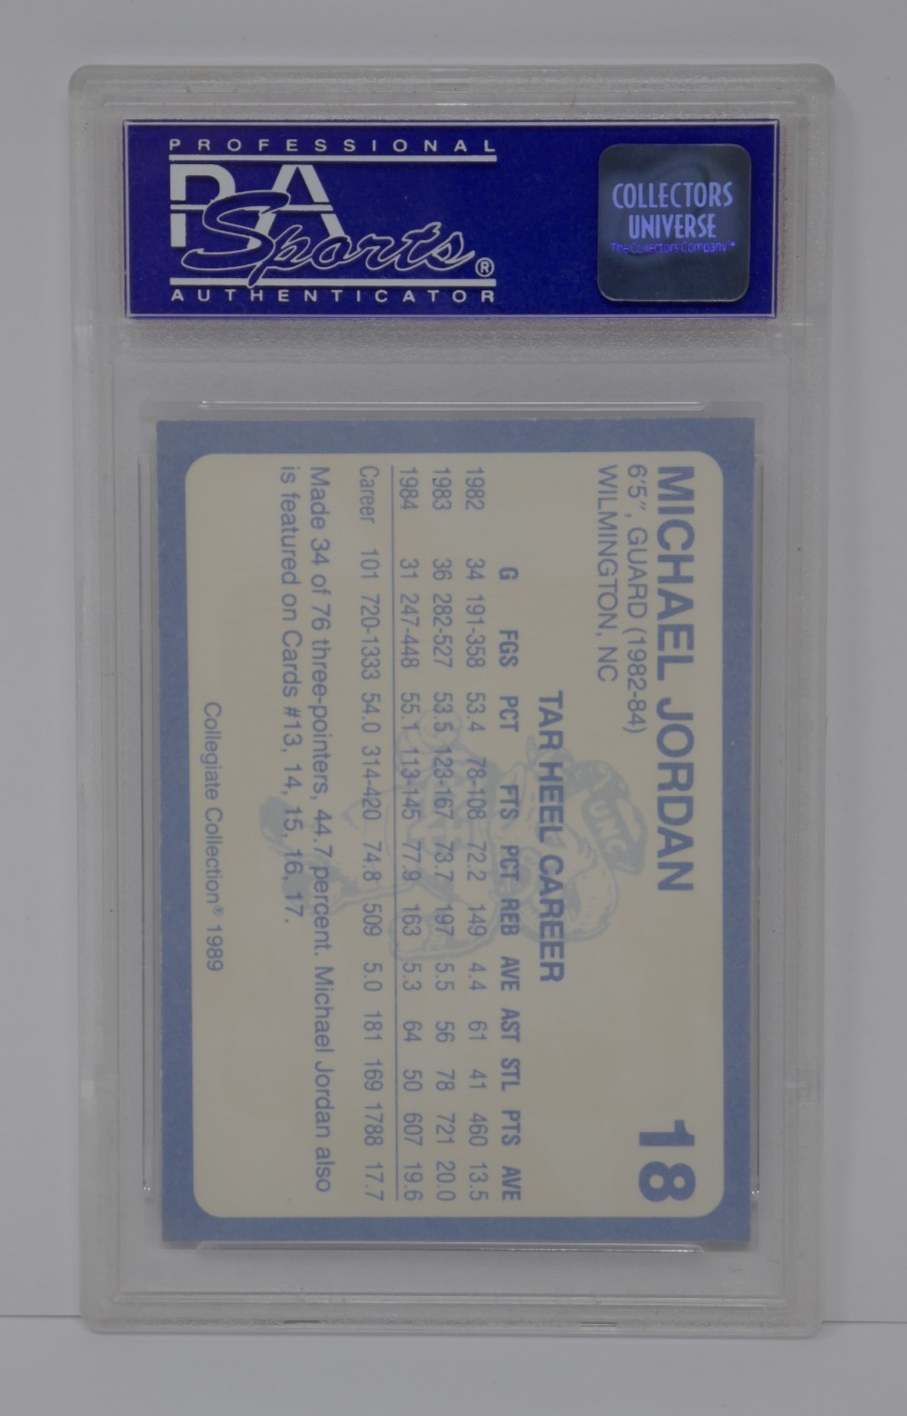 PROFESSIONAL
PSA
Sports®
AUTHENTICATOR
COLLECTORS
UNIVERSE
The Collectors Company™
MICHAEL JORDAN 18
6'5", GUARD (1982-84)
WILMINGTON, NC
UNC
TAR HEEL CAREER
G FGS PCT FTS PCT REB AVE AST STL PTS AVE
1982 34 191-358 53.4 78-108 72.2 149 4.4 61 41 460 13.5
1983 36 282-527 53.5 123-167 73.7 197 5.5 56 78 721 20.0
1984 31 247-448 55.1 113-145 77.9 163 5.3 64 50 607 19.6
Career 101 720-1333 54.0 314-420 74.8 509 5.0 181 169 1788 17.7
Made 34 of 76 three-pointers, 44.7 percent. Michael Jordan also
is featured on Cards #13, 14, 15, 16, 17.
Collegiate Collection® 1989